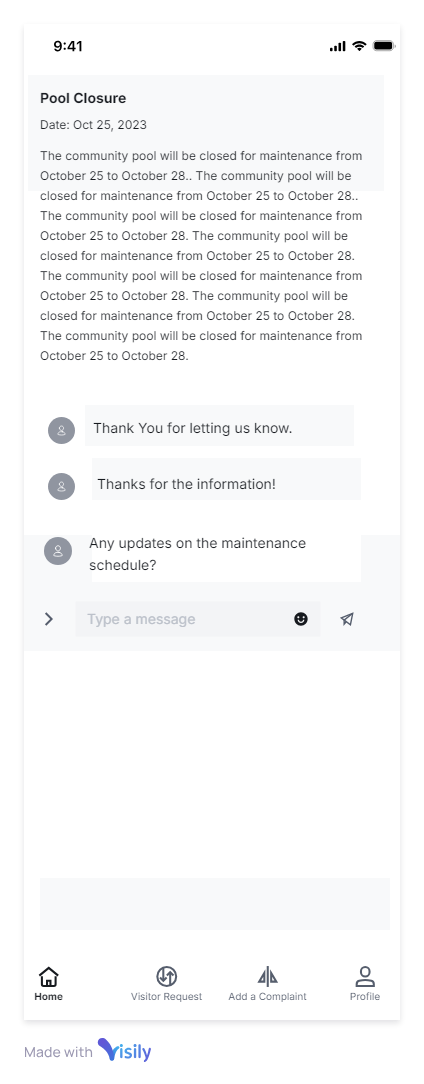 9:41
Pool Closure
Date: Oct 25, 2023
The community pool will be closed for maintenance from
October 25 to October 28.. The community pool will be
closed for maintenance from October 25 to October 28..
The community pool will be closed for maintenance from
October 25 to October 28. The community pool will be
closed for maintenance from October 25 to October 28.
The community pool will be closed for maintenance from
October 25 to October 28. The community pool will be
closed for maintenance from October 25 to October 28.
The community pool will be closed for maintenance from
October 25 to October 28.
Thank You for letting us know.
Thanks for the information!
Any updates on the maintenance
schedule?
Type a message
Home Visitor Request Add a Complaint Profile
Made with Visily